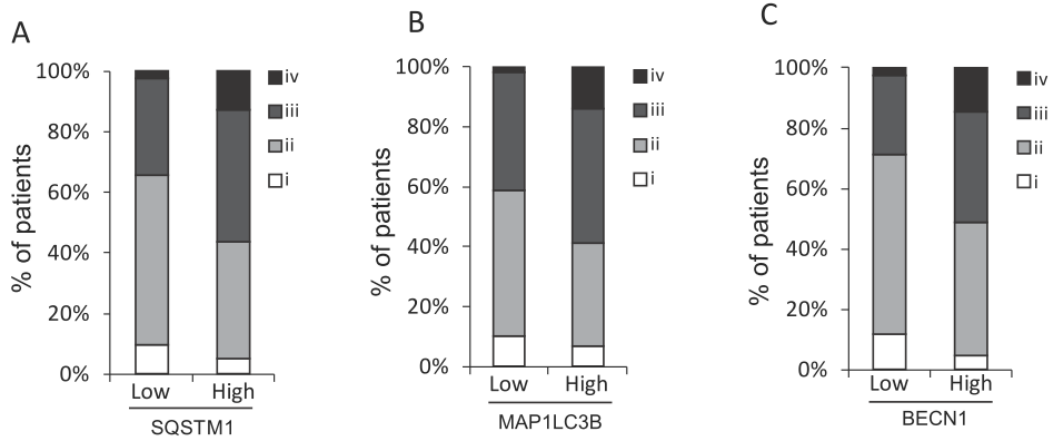 A
% of patients
100%
80%
60%
40%
20%
0%
iv
iii
ii
i
Low High
SQSTM1
B
% of patients
100%
80%
60%
40%
20%
0%
iv
iii
ii
i
Low High
MAP1LC3B
C
% of patients
100%
80%
60%
40%
20%
0%
iv
iii
ii
i
Low High
BECN1